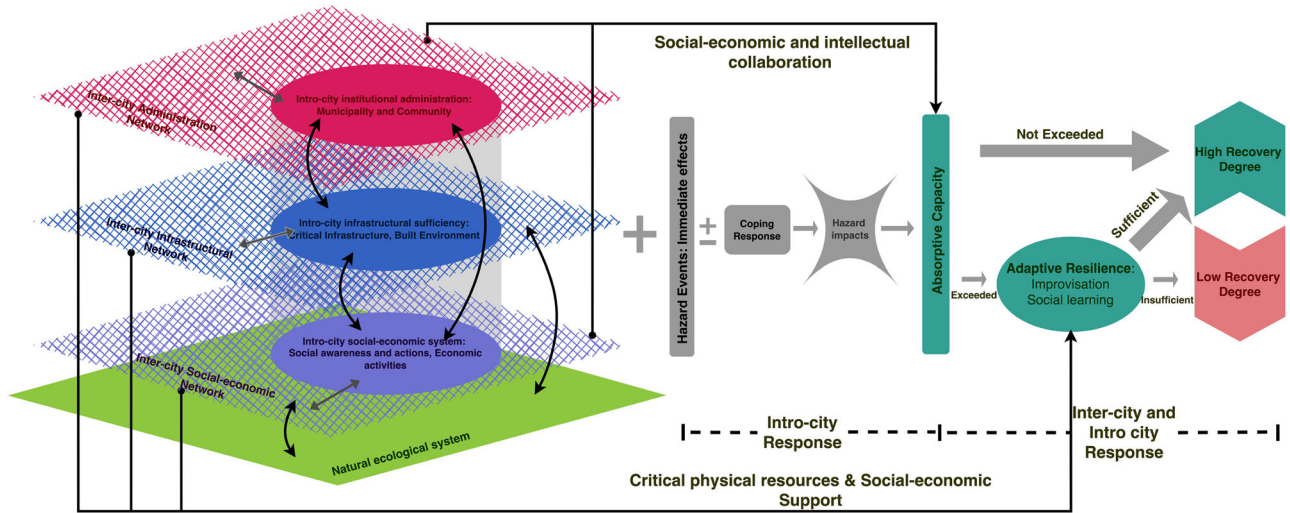 Social-economic and intellectual
collaboration
Inter-city Administration
Network
Intro-city institutional administration:
Municipality and Community
Inter-city Infrastructural
Network
Intro-city infrastructural sufficiency:
Critical Infrastructure, Built Environment
Inter-city Social-economic
Network
Intro-city social-economic system:
Social awareness and actions, Economic
activities
Natural ecological system
+
Hazard Events: Immediate effects
±
Coping
Response
Hazard
impacts
Absorptive Capacity
Not Exceeded
Exceeded
Adaptive Resilience:
Improvisation
Social learning
Sufficient
Insufficient
High Recovery
Degree
Low Recovery
Degree
Intro-city
Response
Inter-city and
Intro city
Response
Critical physical resources & Social-economic
Support